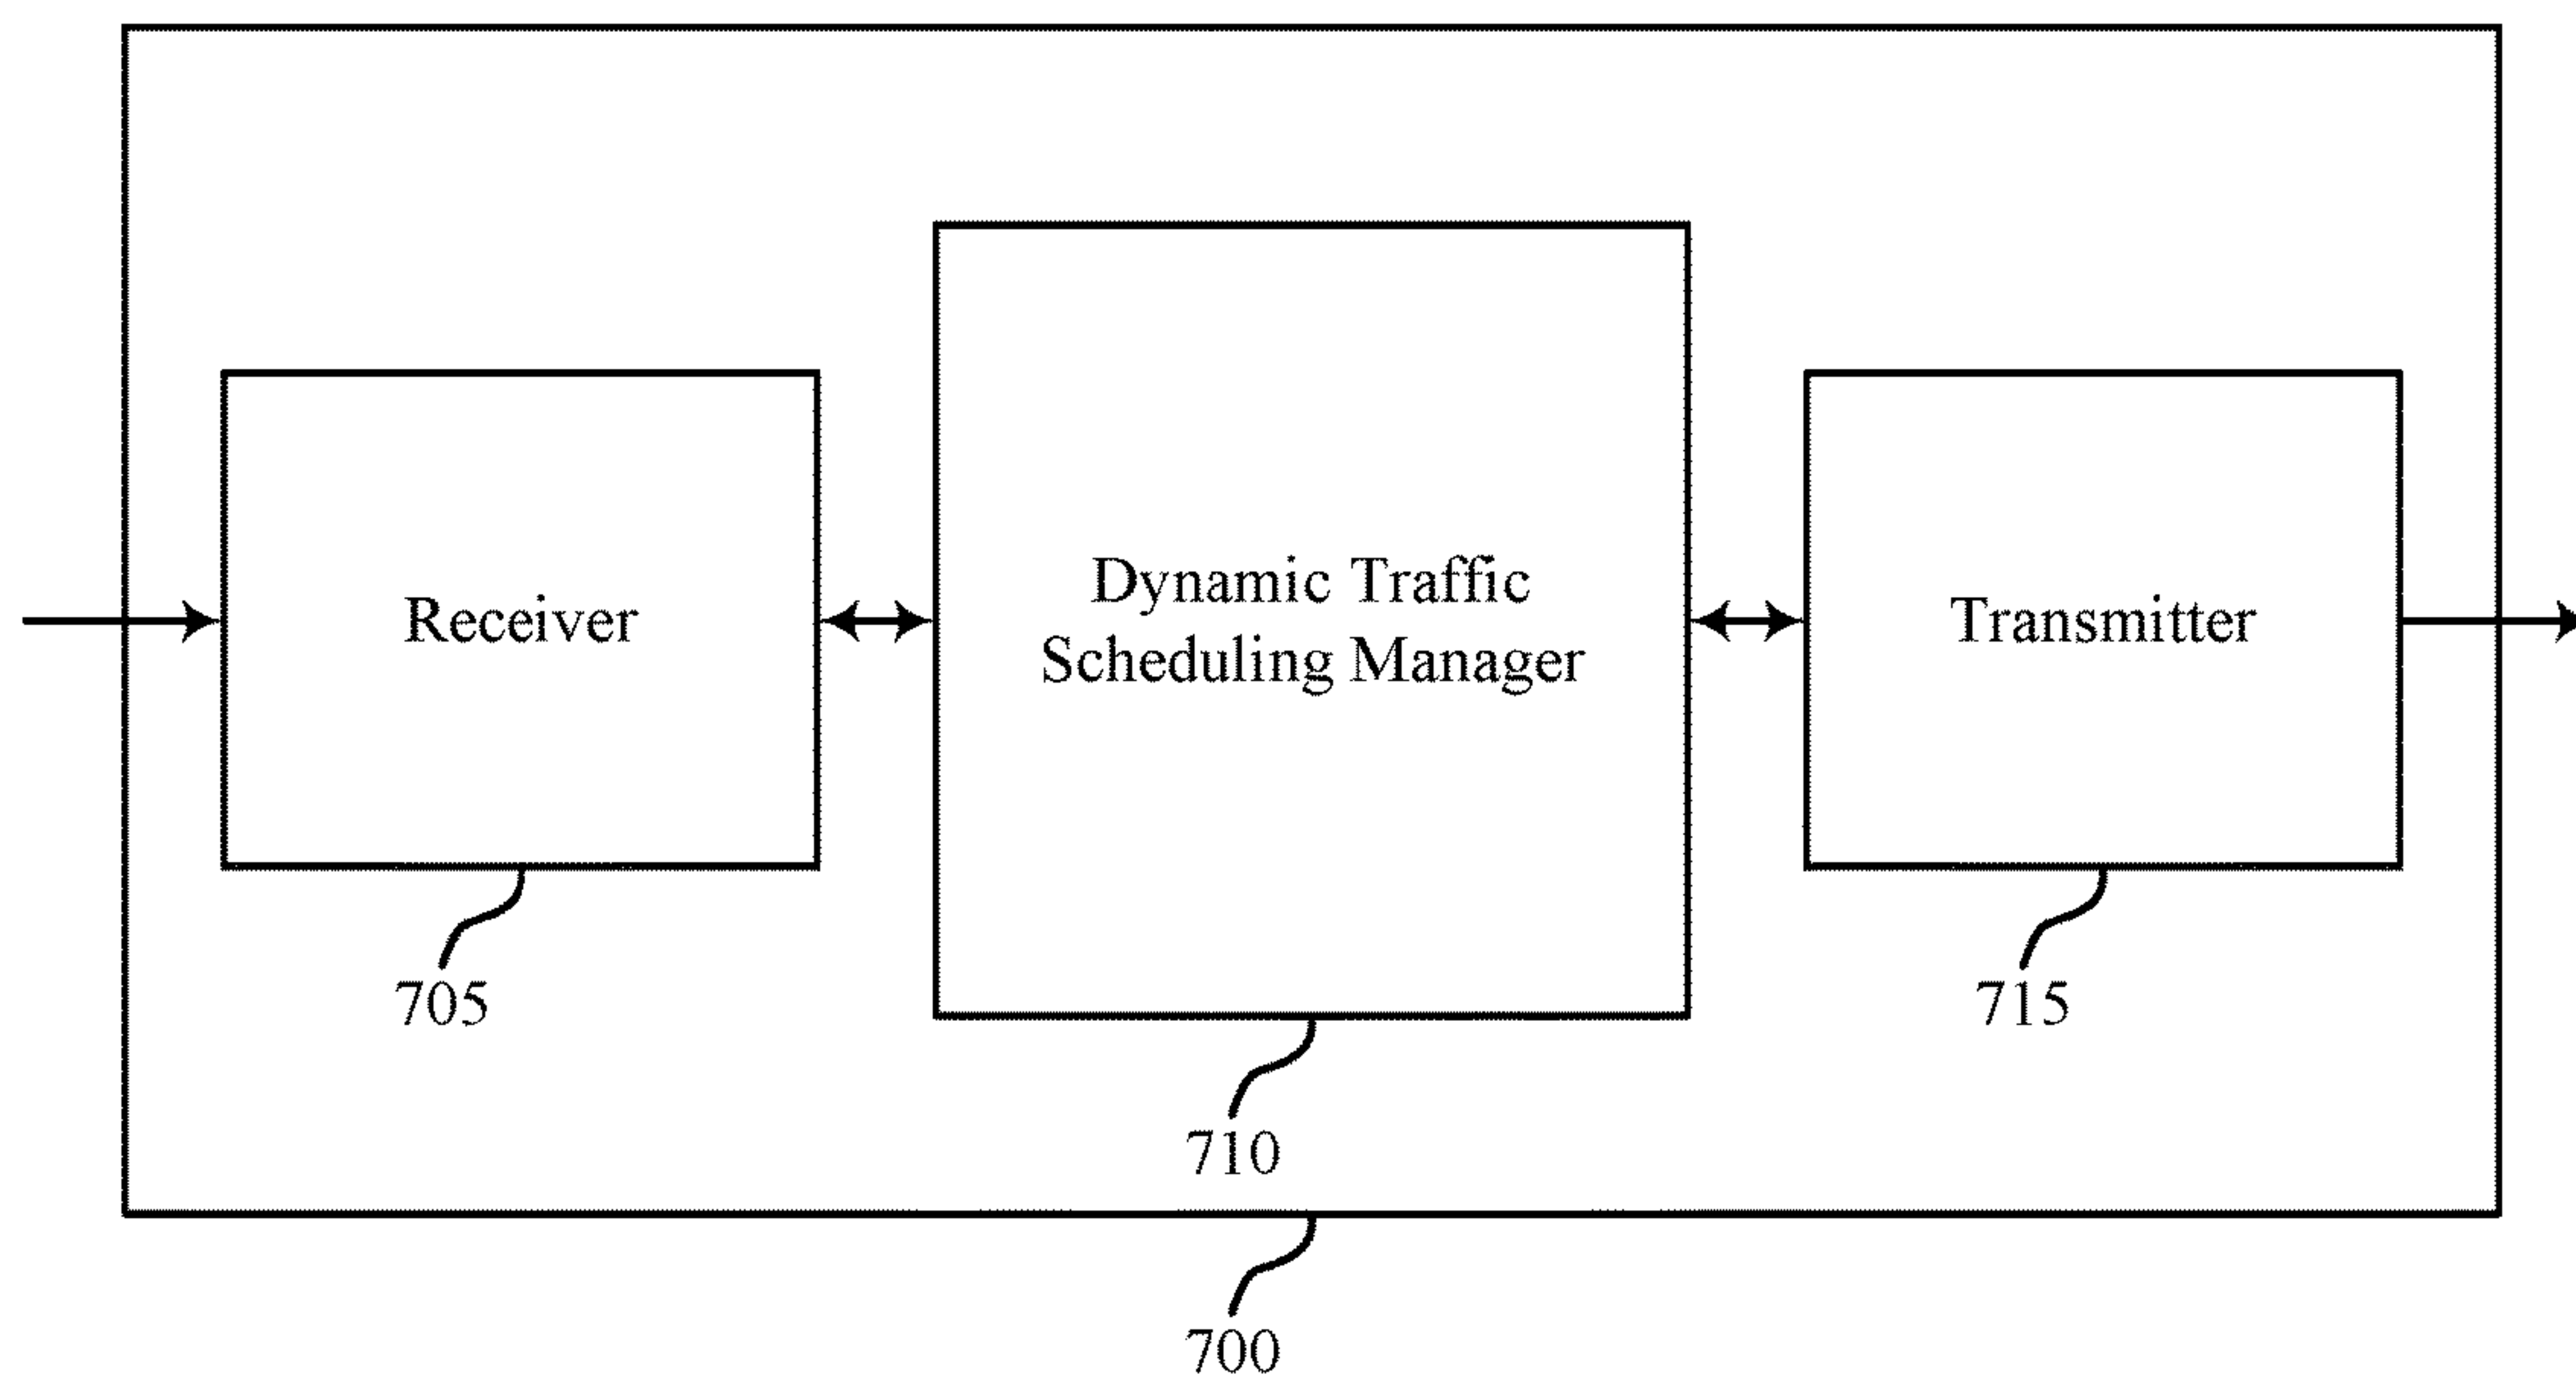 Receiver
Dynamic Traffic
Scheduling Manager
Transmitter
705
715
710
700